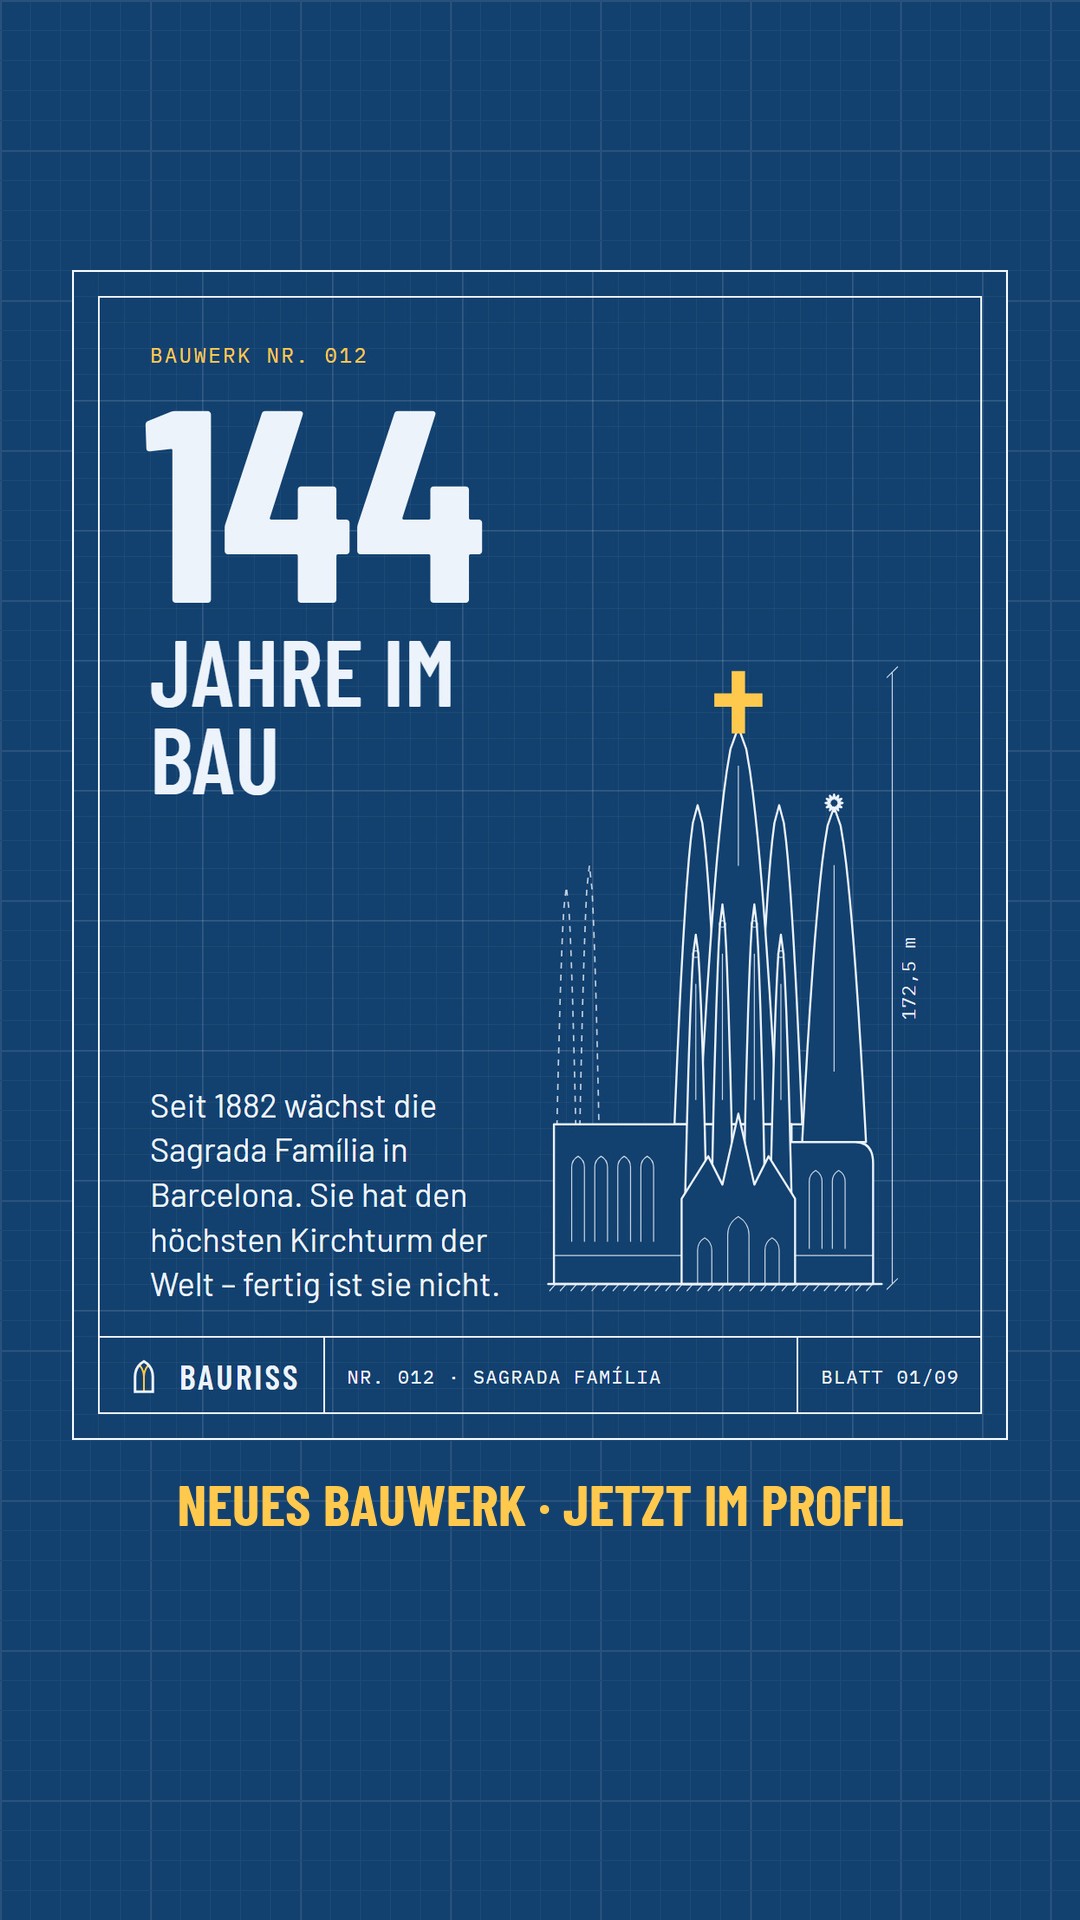 BAUWERK NR. 012
144
JAHRE IM
BAU
172,5 m
Seit 1882 wächst die
Sagrada Família in
Barcelona. Sie hat den
höchsten Kirchturm der
Welt – fertig ist sie nicht.
BAURISS
NR. 012 · SAGRADA FAMÍLIA
BLATT 01/09
NEUES BAUWERK · JETZT IM PROFIL